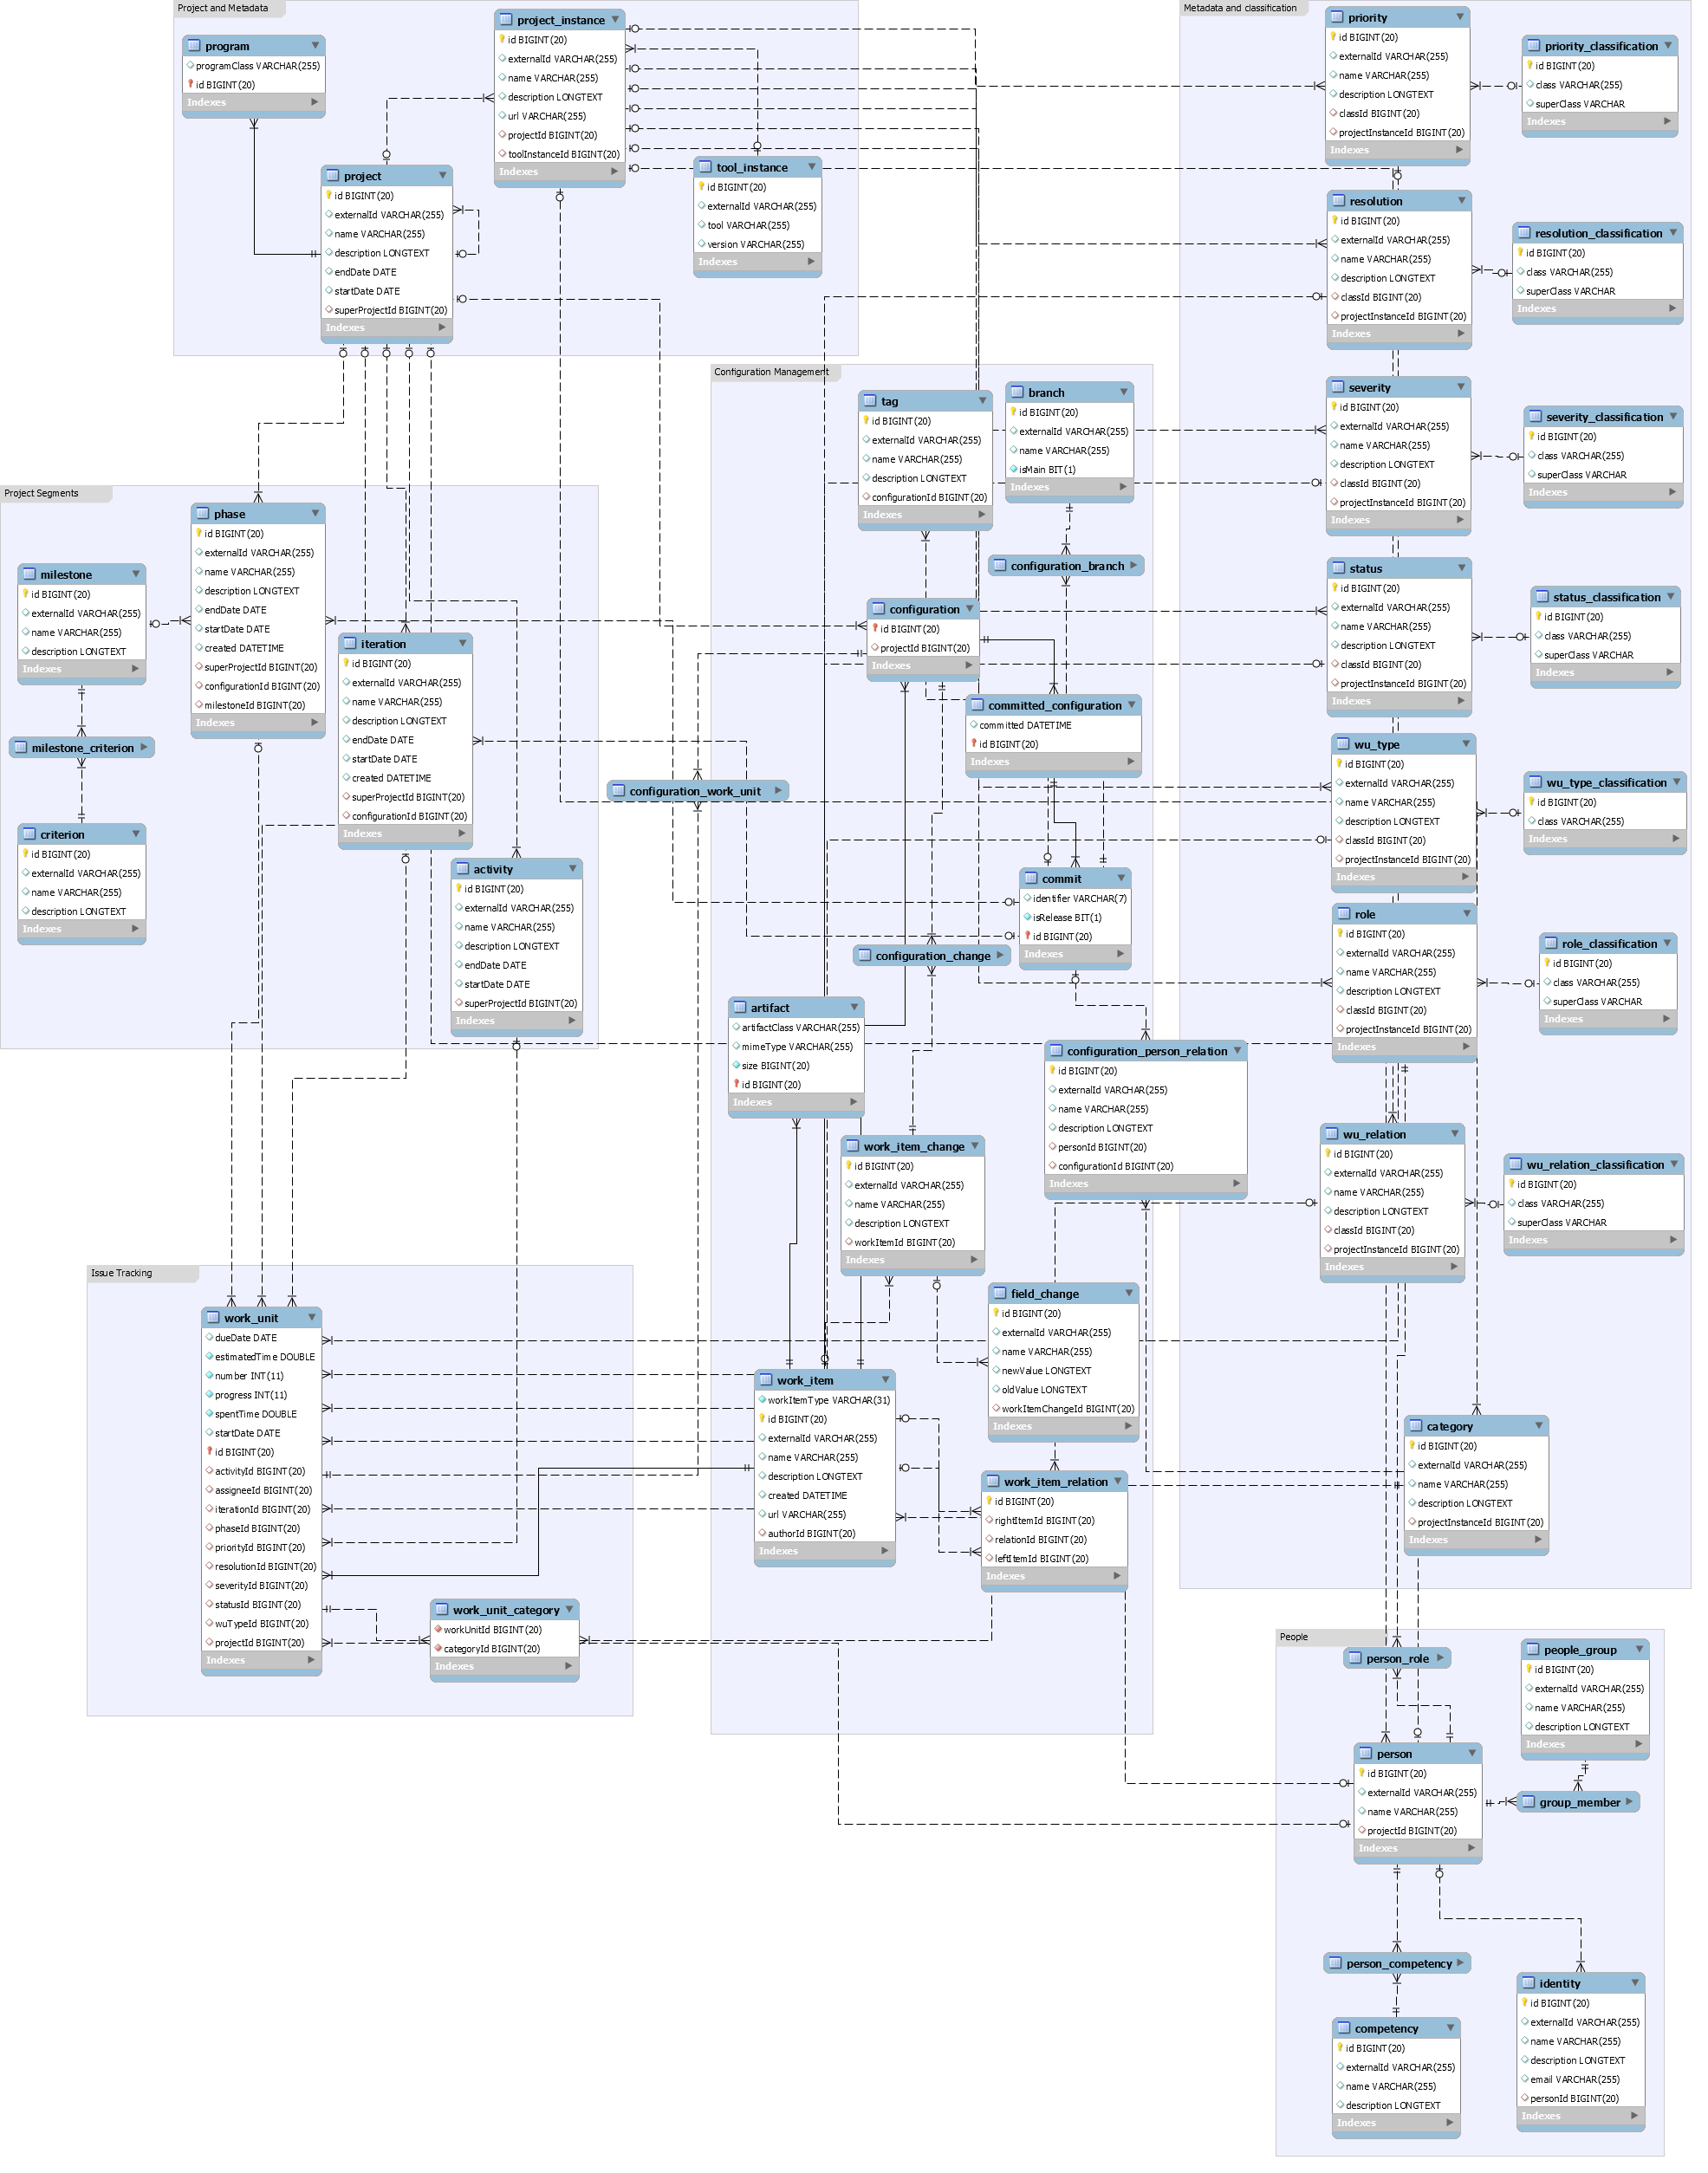 Project and Metadata
program
programClass VARCHAR(255)
id BIGINT(20)
Indexes
project_instance
id BIGINT(20)
externalId VARCHAR(255)
name VARCHAR(255)
description LONGTEXT
url VARCHAR(255)
projectId BIGINT(20)
toolInstanceId BIGINT(20)
Indexes
project
id BIGINT(20)
externalId VARCHAR(255)
name VARCHAR(255)
description LONGTEXT
endDate DATE
startDate DATE
superProjectId BIGINT(20)
Indexes
tool_instance
id BIGINT(20)
externalId VARCHAR(255)
tool VARCHAR(255)
version VARCHAR(255)
Indexes
Metadata and classification
priority
id BIGINT(20)
externalId VARCHAR(255)
name VARCHAR(255)
description LONGTEXT
classId BIGINT(20)
projectInstanceId BIGINT(20)
Indexes
priority_classification
id BIGINT(20)
class VARCHAR(255)
superClass VARCHAR
Indexes
resolution
id BIGINT(20)
externalId VARCHAR(255)
name VARCHAR(255)
description LONGTEXT
classId BIGINT(20)
projectInstanceId BIGINT(20)
Indexes
resolution_classification
id BIGINT(20)
class VARCHAR(255)
superClass VARCHAR
Indexes
severity
id BIGINT(20)
externalId VARCHAR(255)
name VARCHAR(255)
description LONGTEXT
classId BIGINT(20)
projectInstanceId BIGINT(20)
Indexes
severity_classification
id BIGINT(20)
class VARCHAR(255)
superClass VARCHAR
Indexes
status
id BIGINT(20)
externalId VARCHAR(255)
name VARCHAR(255)
description LONGTEXT
classId BIGINT(20)
projectInstanceId BIGINT(20)
Indexes
status_classification
id BIGINT(20)
class VARCHAR(255)
superClass VARCHAR
Indexes
wu_type
id BIGINT(20)
externalId VARCHAR(255)
name VARCHAR(255)
description LONGTEXT
classId BIGINT(20)
projectInstanceId BIGINT(20)
Indexes
wu_type_classification
id BIGINT(20)
class VARCHAR(255)
Indexes
role
id BIGINT(20)
externalId VARCHAR(255)
name VARCHAR(255)
description LONGTEXT
classId BIGINT(20)
projectInstanceId BIGINT(20)
Indexes
role_classification
id BIGINT(20)
class VARCHAR(255)
superClass VARCHAR
Indexes
wu_relation
id BIGINT(20)
externalId VARCHAR(255)
name VARCHAR(255)
description LONGTEXT
classId BIGINT(20)
projectInstanceId BIGINT(20)
Indexes
wu_relation_classification
id BIGINT(20)
class VARCHAR(255)
superClass VARCHAR
Indexes
category
id BIGINT(20)
externalId VARCHAR(255)
name VARCHAR(255)
description LONGTEXT
projectInstanceId BIGINT(20)
Indexes
Configuration Management
tag
id BIGINT(20)
externalId VARCHAR(255)
name VARCHAR(255)
description LONGTEXT
configurationId BIGINT(20)
Indexes
branch
id BIGINT(20)
externalId VARCHAR(255)
name VARCHAR(255)
isMain BIT(1)
Indexes
configuration_branch
configuration
id BIGINT(20)
projectId BIGINT(20)
Indexes
committed_configuration
committed DATETIME
id BIGINT(20)
Indexes
configuration_work_unit
commit
identifier VARCHAR(7)
isRelease BIT(1)
id BIGINT(20)
Indexes
configuration_change
artifact
artifactClass VARCHAR(255)
mimeType VARCHAR(255)
size BIGINT(20)
id BIGINT(20)
Indexes
configuration_person_relation
id BIGINT(20)
externalId VARCHAR(255)
name VARCHAR(255)
description LONGTEXT
personId BIGINT(20)
configurationId BIGINT(20)
Indexes
work_item_change
id BIGINT(20)
externalId VARCHAR(255)
name VARCHAR(255)
description LONGTEXT
workItemId BIGINT(20)
Indexes
field_change
id BIGINT(20)
externalId VARCHAR(255)
name VARCHAR(255)
newValue LONGTEXT
oldValue LONGTEXT
workItemChangeId BIGINT(20)
Indexes
work_item
workItemType VARCHAR(31)
id BIGINT(20)
externalId VARCHAR(255)
name VARCHAR(255)
description LONGTEXT
created DATETIME
url VARCHAR(255)
authorId BIGINT(20)
Indexes
work_item_relation
id BIGINT(20)
rightItemId BIGINT(20)
relationId BIGINT(20)
leftItemId BIGINT(20)
Indexes
Project Segments
milestone
id BIGINT(20)
externalId VARCHAR(255)
name VARCHAR(255)
description LONGTEXT
Indexes
milestone_criterion
criterion
id BIGINT(20)
externalId VARCHAR(255)
name VARCHAR(255)
description LONGTEXT
Indexes
phase
id BIGINT(20)
externalId VARCHAR(255)
name VARCHAR(255)
description LONGTEXT
endDate DATE
startDate DATE
created DATETIME
superProjectId BIGINT(20)
configurationId BIGINT(20)
milestoneId BIGINT(20)
Indexes
iteration
id BIGINT(20)
externalId VARCHAR(255)
name VARCHAR(255)
description LONGTEXT
endDate DATE
startDate DATE
created DATETIME
superProjectId BIGINT(20)
configurationId BIGINT(20)
Indexes
activity
id BIGINT(20)
externalId VARCHAR(255)
name VARCHAR(255)
description LONGTEXT
endDate DATE
startDate DATE
superProjectId BIGINT(20)
Indexes
Issue Tracking
work_unit
dueDate DATE
estimatedTime DOUBLE
number INT(11)
progress INT(11)
spentTime DOUBLE
startDate DATE
id BIGINT(20)
activityId BIGINT(20)
assigneeId BIGINT(20)
iterationId BIGINT(20)
phaseId BIGINT(20)
priorityId BIGINT(20)
resolutionId BIGINT(20)
severityId BIGINT(20)
statusId BIGINT(20)
wuTypeId BIGINT(20)
projectId BIGINT(20)
Indexes
work_unit_category
workUnitId BIGINT(20)
categoryId BIGINT(20)
Indexes
People
person_role
people_group
id BIGINT(20)
externalId VARCHAR(255)
name VARCHAR(255)
description LONGTEXT
Indexes
person
id BIGINT(20)
externalId VARCHAR(255)
name VARCHAR(255)
projectId BIGINT(20)
Indexes
group_member
person_competency
competency
id BIGINT(20)
externalId VARCHAR(255)
name VARCHAR(255)
description LONGTEXT
Indexes
identity
id BIGINT(20)
externalId VARCHAR(255)
name VARCHAR(255)
description LONGTEXT
email VARCHAR(255)
personId BIGINT(20)
Indexes